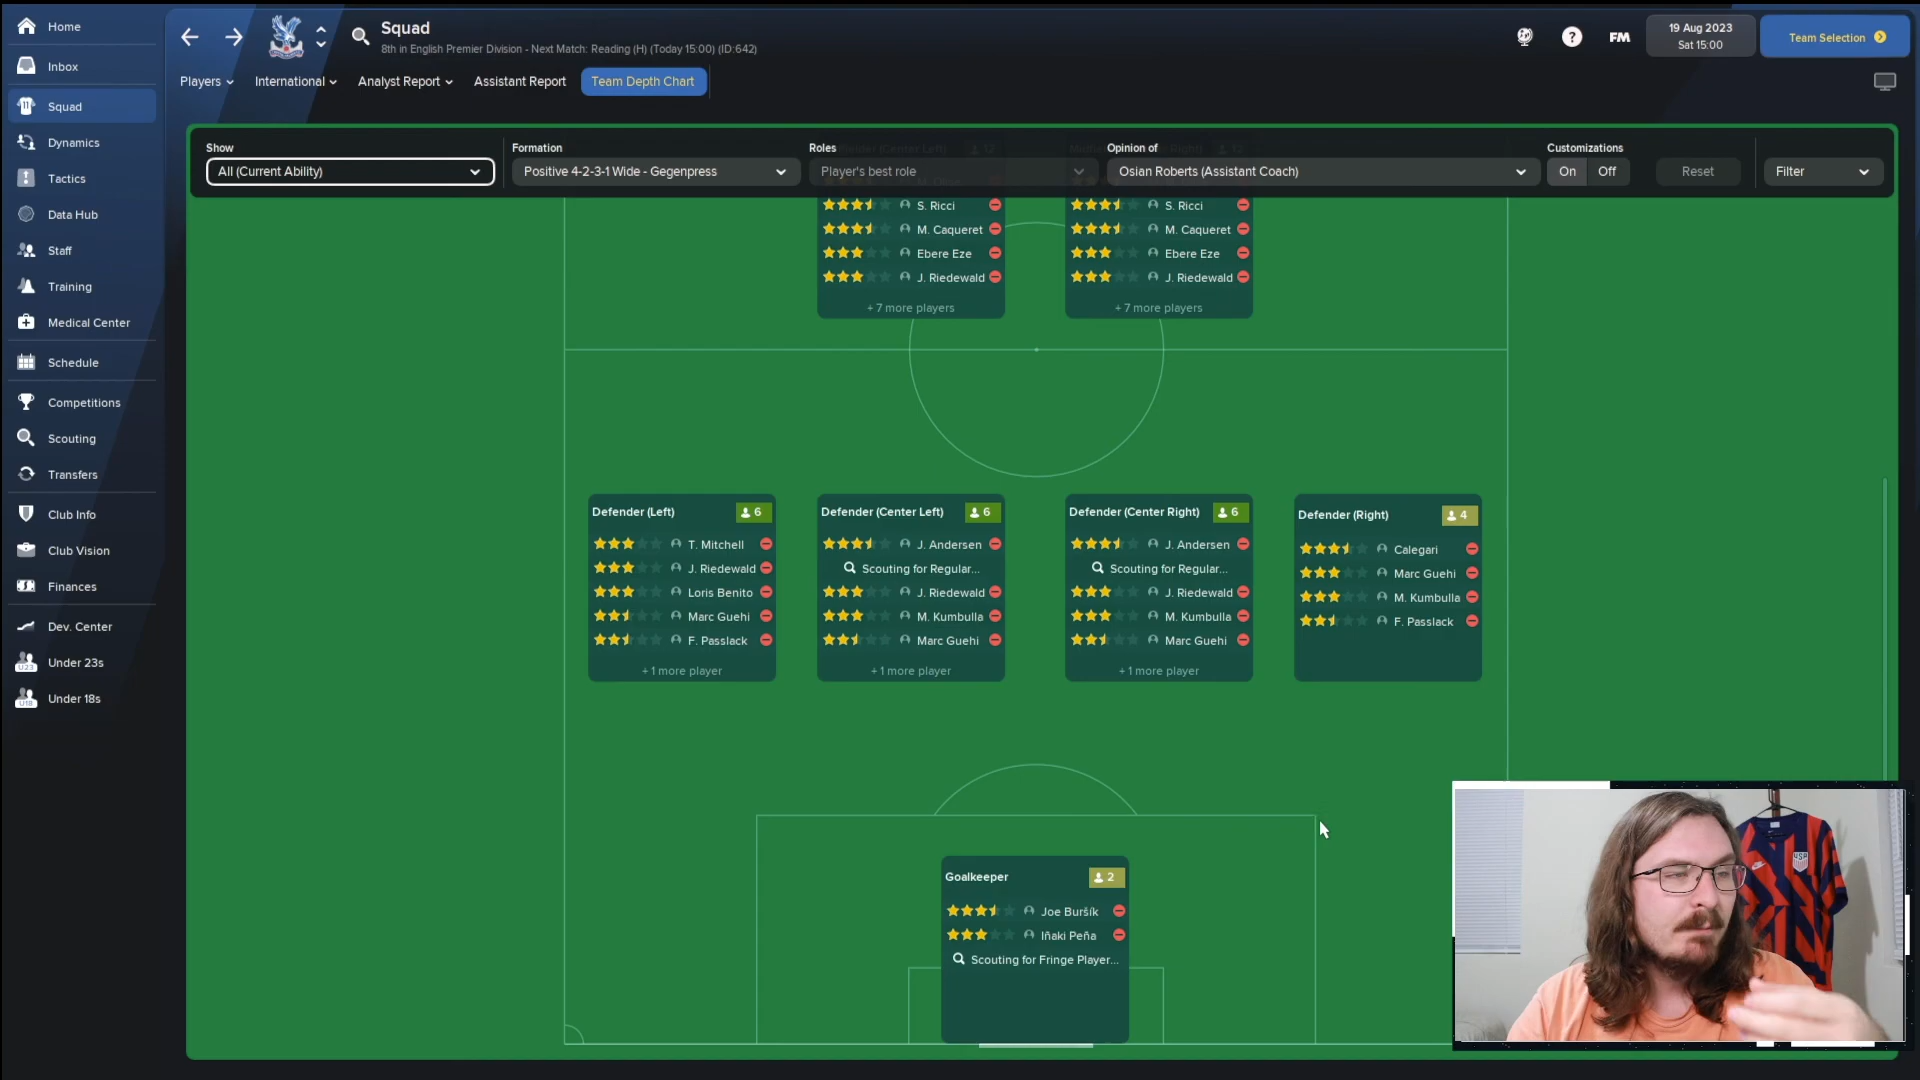 Home
Inbox
Squad
Dynamics
Tactics
Data Hub
Staff
Training
Medical Center
Schedule
Competitions
Scouting
Transfers
Club Info
Club Vision
Finances
Dev. Center
U23
Under 23s
U18
Under 18s
Squad
8th in English Premier Division - Next Match: Reading (H) (Today 15:00) (ID:642)
FM
19 Aug 2023
Sat 15:00
Team Selection
Players
International
Analyst Report
Assistant Report
Team Depth Chart
Show
All (Current Ability)
Formation
Positive 4-2-3-1 Wide - Gegenpress
Roles
Player's best role
Opinion of
Osian Roberts (Assistant Coach)
Customizations
On Off
Reset
Filter
S. Ricci
M. Caqueret
Ebere Eze
J. Riedewald
+ 7 more players
S. Ricci
M. Caqueret
Ebere Eze
J. Riedewald
+ 7 more players
Defender (Left) 6
T. Mitchell
J. Riedewald
Loris Benito
Marc Guehi
F. Passlack
+ 1 more player
Defender (Center Left) 6
J. Andersen
Scouting for Regular...
J. Riedewald
M. Kumbulla
Marc Guehi
+ 1 more player
Defender (Center Right) 6
J. Andersen
Scouting for Regular...
J. Riedewald
M. Kumbulla
Marc Guehi
+ 1 more player
Defender (Right) 4
Calegari
Marc Guehi
M. Kumbulla
F. Passlack
Goalkeeper 2
Joe Buršík
Iñaki Peña
Scouting for Fringe Player...